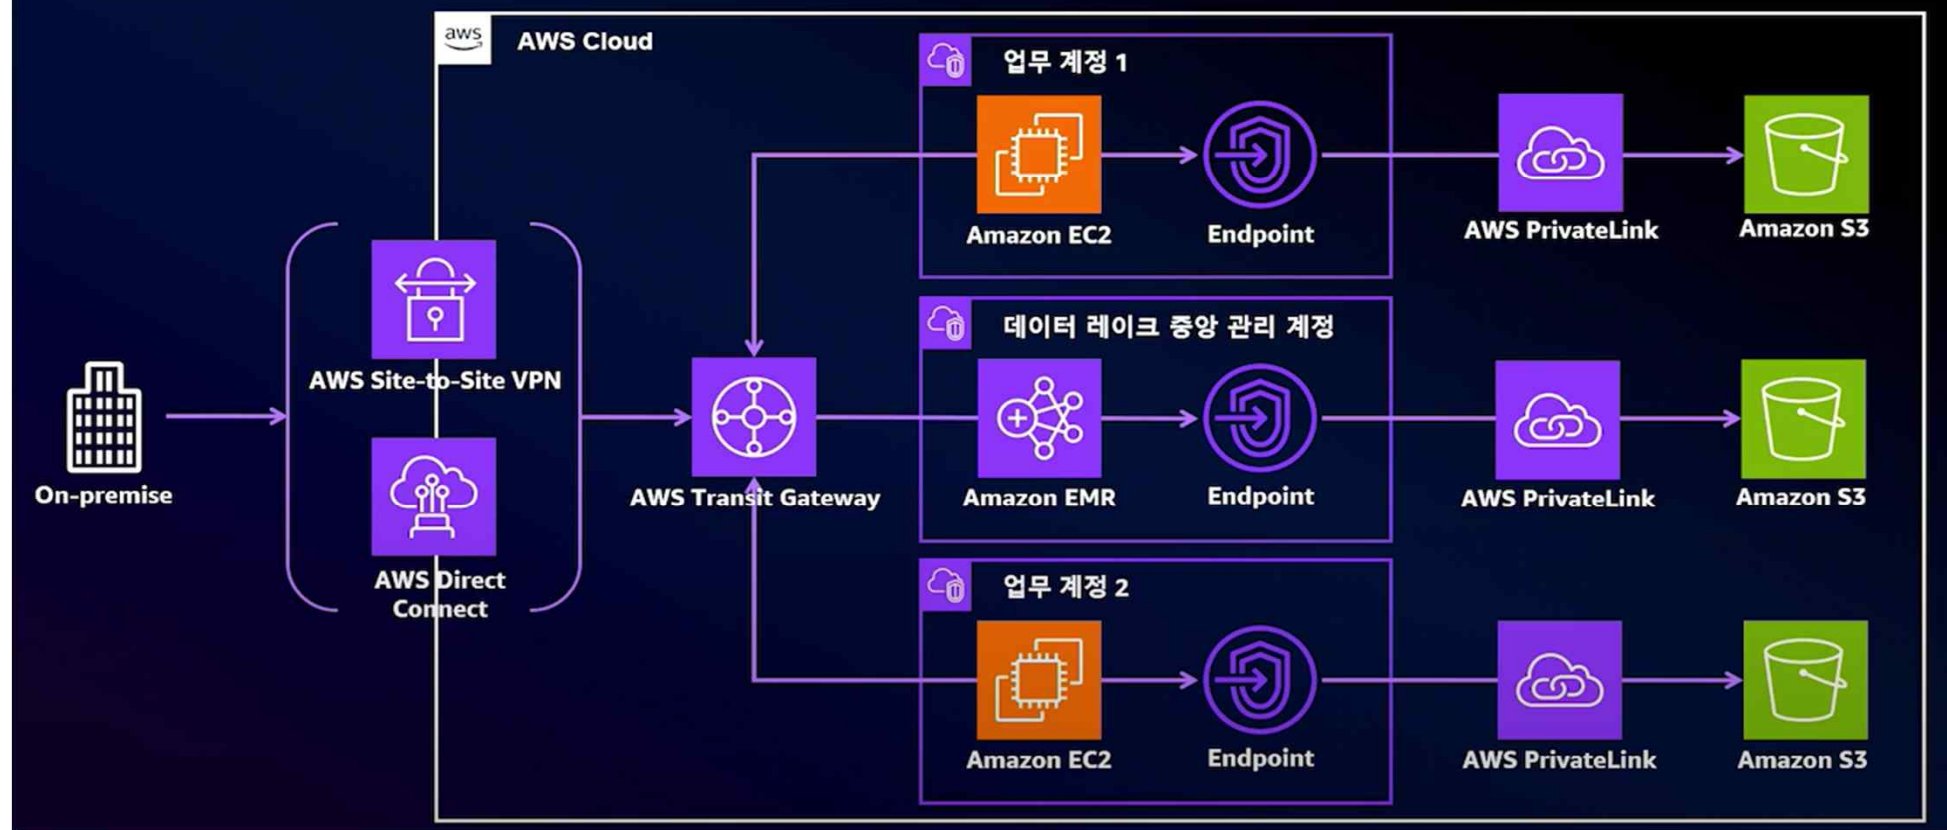 aws
AWS Cloud
업무 계정 1
Amazon EC2
Endpoint
AWS PrivateLink
Amazon S3
AWS Site-to-Site VPN
On-premise
AWS Direct
Connect
AWS Transit Gateway
데이터 레이크 중앙 관리 계정
Amazon EMR
Endpoint
AWS PrivateLink
Amazon S3
업무 계정 2
Amazon EC2
Endpoint
AWS PrivateLink
Amazon S3